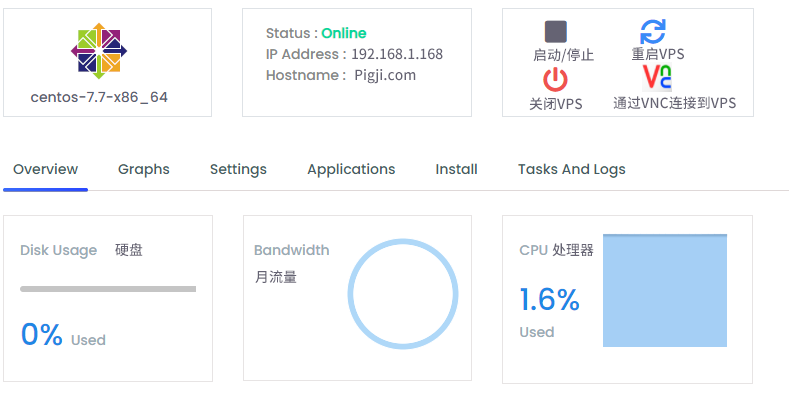 centos-7.7-x86_64
Status : Online
IP Address : 192.168.1.168
Hostname : Pigji.com
启动/停止
重启VPS
关闭VPS
通过VNC连接到VPS
Overview
Graphs
Settings
Applications
Install
Tasks And Logs
Disk Usage 硬盘
0% Used
Bandwidth
月流量
CPU 处理器
1.6%
Used